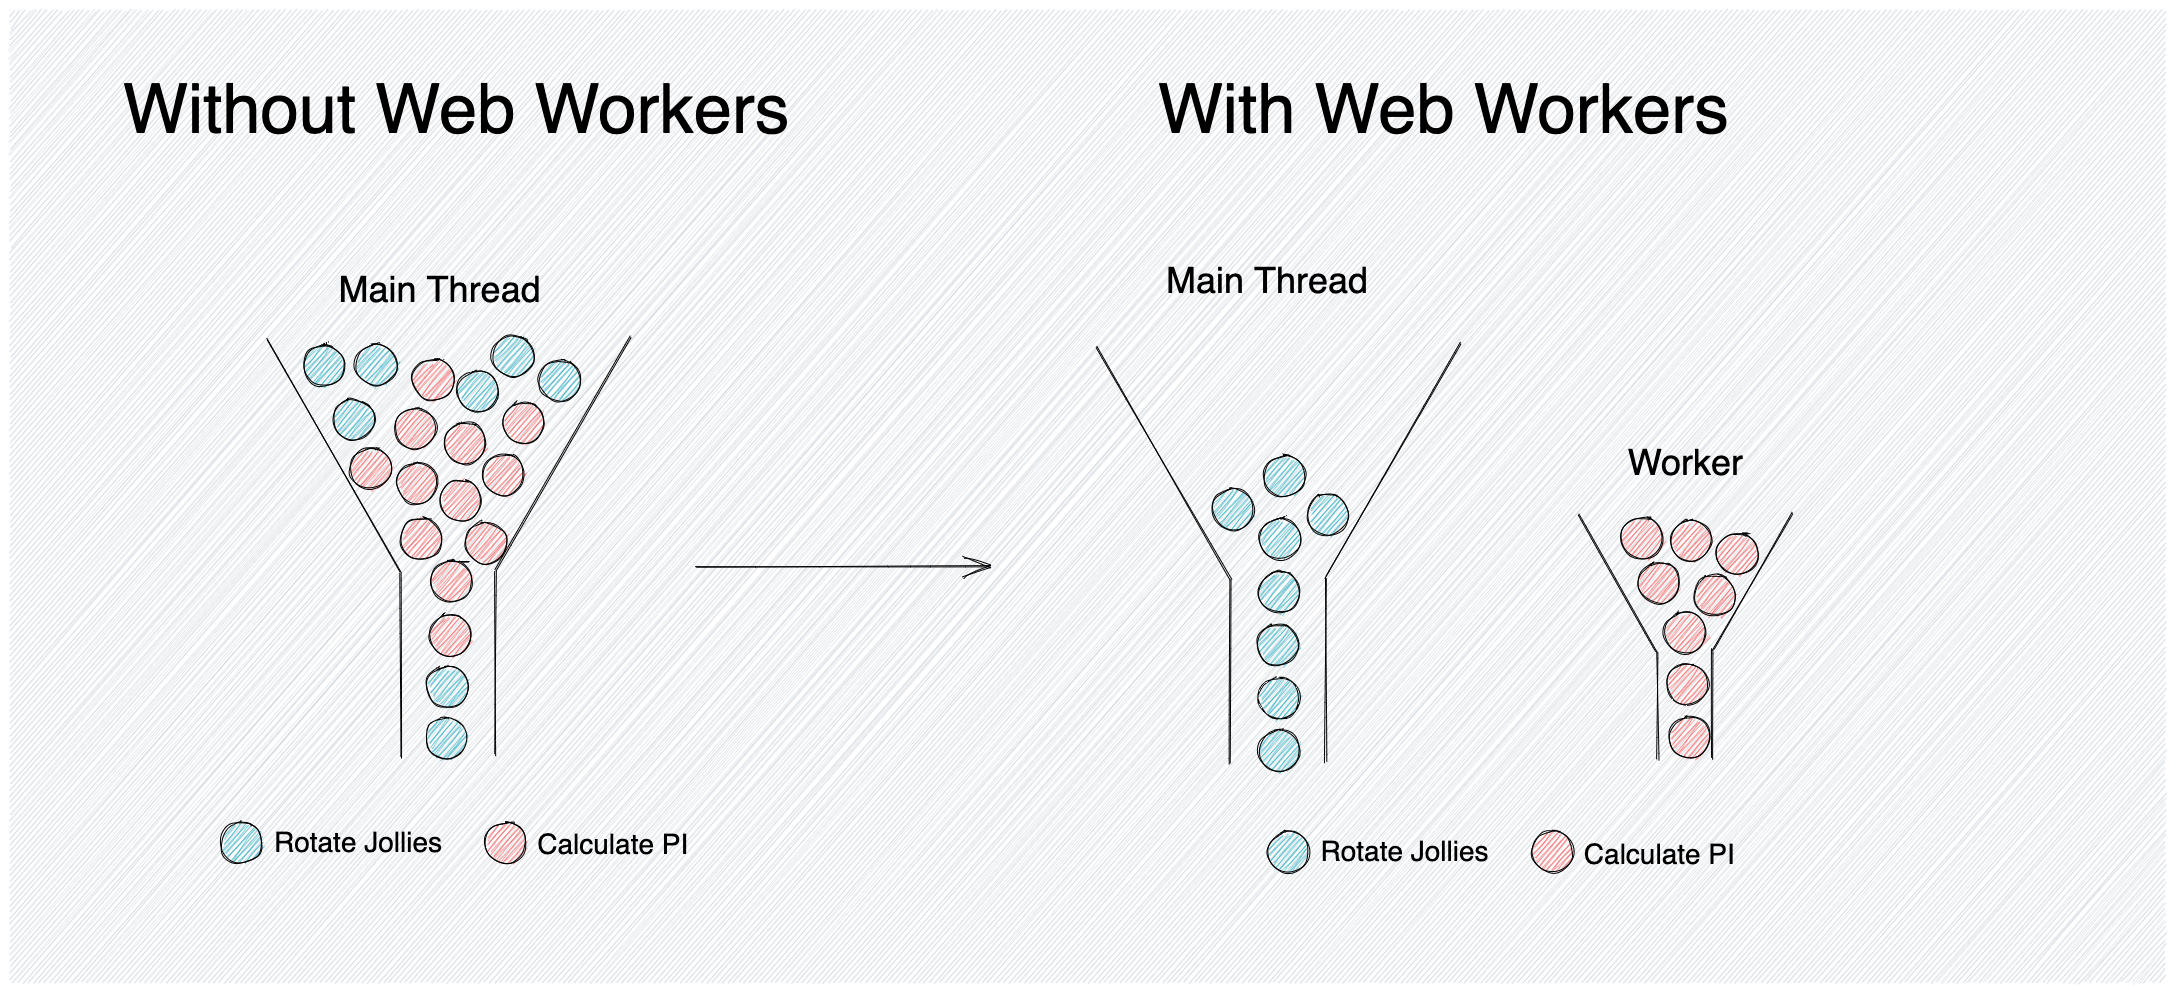 Without Web Workers
With Web Workers
Main Thread
Main Thread
Worker
Rotate Jollies
Calculate PI
Rotate Jollies
Calculate PI